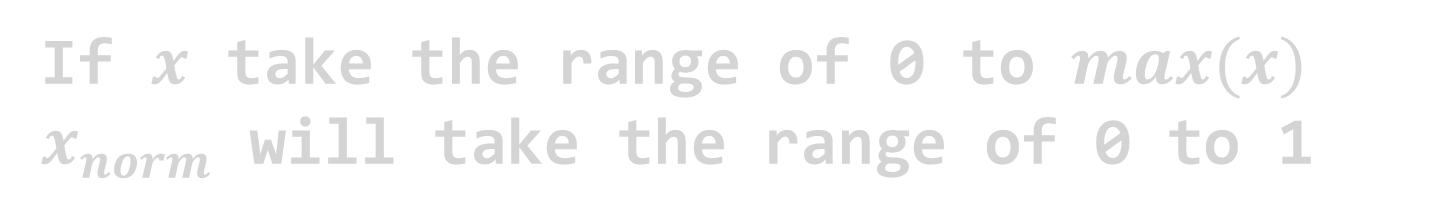 If x take the range of 0 to max(x)
x_norm will take the range of 0 to 1